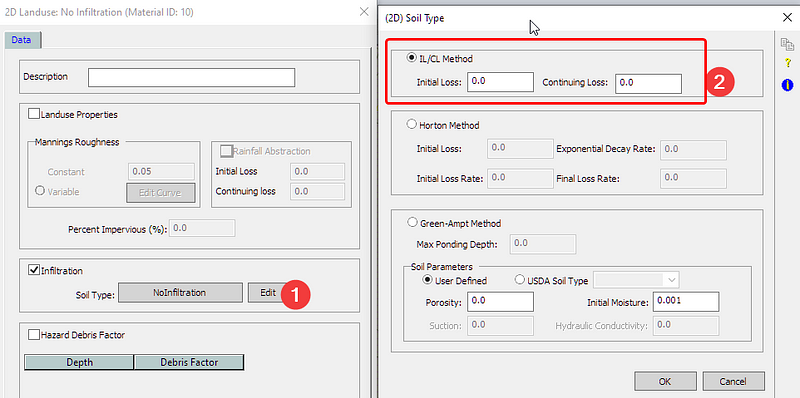 2D Landuse: No Infiltration (Material ID: 10)
Data
Description
Landuse Properties
Mannings Roughness
Constant 0.05
Variable Edit Curve
Rainfall Abstraction
Initial Loss 0.0
Continuing loss 0.0
Percent Impervious (%): 0.0
Infiltration
Soil Type: NoInfiltration Edit 1
Hazard Debris Factor
Depth Debris Factor
(2D) Soil Type
IL/CL Method
Initial Loss: 0.0 Continuing Loss: 0.0 2
Horton Method
Initial Loss: 0.0 Exponential Decay Rate: 0.0
Initial Loss Rate: 0.0 Final Loss Rate: 0.0
Green-Ampt Method
Max Ponding Depth: 0.0
Soil Parameters
User Defined USDA Soil Type
Porosity: 0.0 Initial Moisture: 0.001
Suction: 0.0 Hydraulic Conductivity: 0.0
OK Cancel